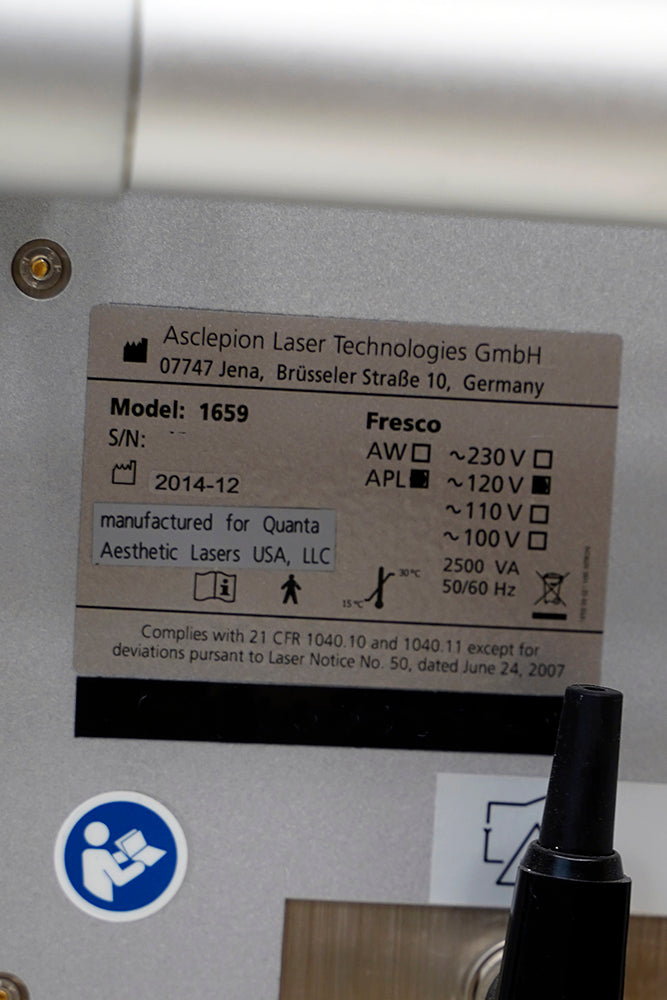 Asclepion Laser Technologies GmbH
07747 Jena, Brüsseler Straße 10, Germany
Model: 1659
S/N:
2014-12
manufactured for Quanta
Aesthetic Lasers USA, LLC
Fresco
AW ~230 V
APL ~120 V
~110 V
~100 V
2500 VA
50/60 Hz
15°C 30°C
Complies with 21 CFR 1040.10 and 1040.11 except for
deviations pursant to Laser Notice No. 50, dated June 24, 2007